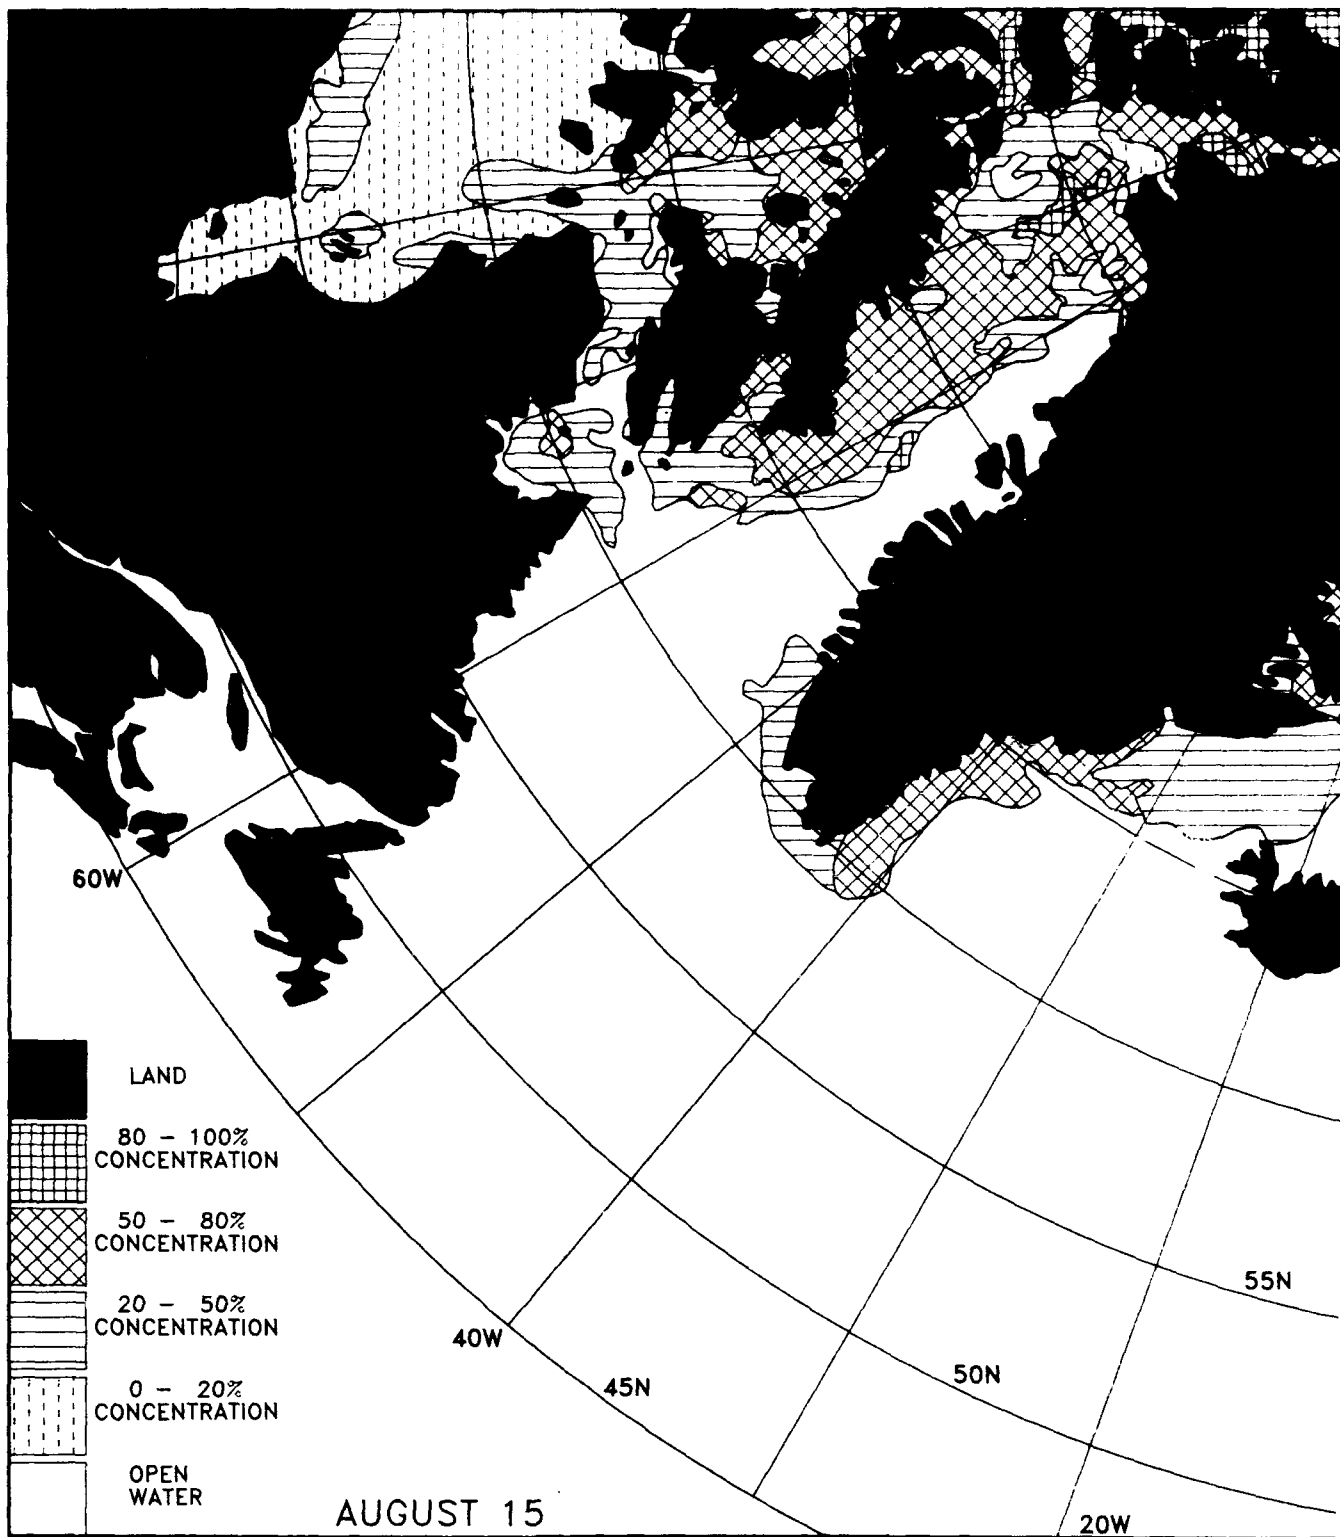 60W
LAND
80 - 100%
CONCENTRATION
50 - 80%
CONCENTRATION
20 - 50%
CONCENTRATION
0 - 20%
CONCENTRATION
OPEN
WATER
55N
40W
45N
50N
AUGUST 15
20W